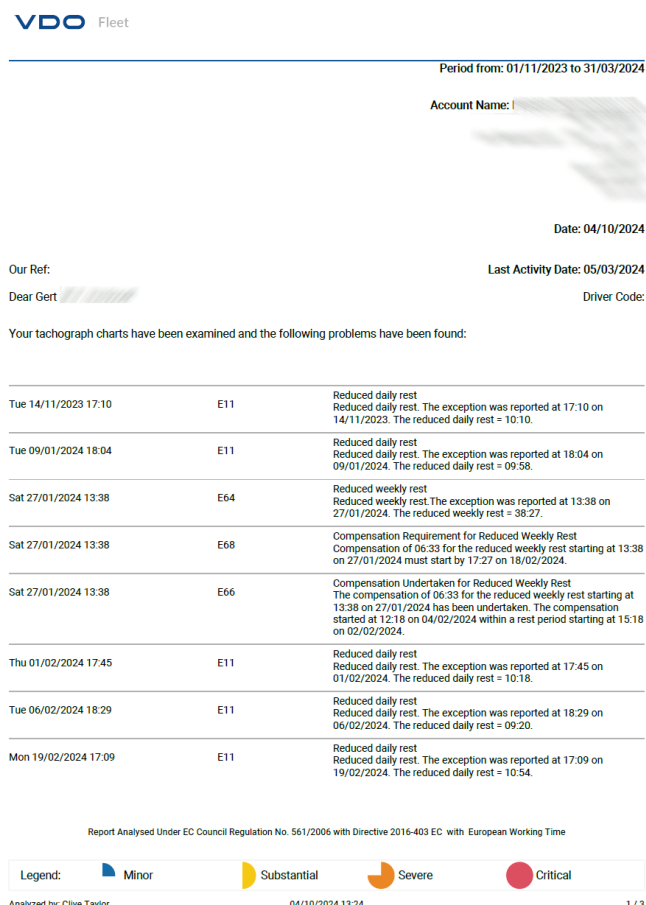 VDO Fleet
Period from: 01/11/2023 to 31/03/2024
Account Name:
Date: 04/10/2024
Our Ref:
Last Activity Date: 05/03/2024
Dear Gert
Driver Code:
Your tachograph charts have been examined and the following problems have been found:
Tue 14/11/2023 17:10 E11 Reduced daily rest
Reduced daily rest. The exception was reported at 17:10 on
14/11/2023. The reduced daily rest = 10:10.
Tue 09/01/2024 18:04 E11 Reduced daily rest
Reduced daily rest. The exception was reported at 18:04 on
09/01/2024. The reduced daily rest = 09:58.
Sat 27/01/2024 13:38 E64 Reduced weekly rest
Reduced weekly rest.The exception was reported at 13:38 on
27/01/2024. The reduced weekly rest = 38:27.
Sat 27/01/2024 13:38 E68 Compensation Requirement for Reduced Weekly Rest
Compensation of 06:33 for the reduced weekly rest starting at 13:38
on 27/01/2024 must start by 17:27 on 18/02/2024.
Sat 27/01/2024 13:38 E66 Compensation Undertaken for Reduced Weekly Rest
The compensation of 06:33 for the reduced weekly rest starting at
13:38 on 27/01/2024 has been undertaken. The compensation
started at 12:18 on 04/02/2024 within a rest period starting at 15:18
on 02/02/2024.
Thu 01/02/2024 17:45 E11 Reduced daily rest
Reduced daily rest. The exception was reported at 17:45 on
01/02/2024. The reduced daily rest = 10:18.
Tue 06/02/2024 18:29 E11 Reduced daily rest
Reduced daily rest. The exception was reported at 18:29 on
06/02/2024. The reduced daily rest = 09:20.
Mon 19/02/2024 17:09 E11 Reduced daily rest
Reduced daily rest. The exception was reported at 17:09 on
19/02/2024. The reduced daily rest = 10:54.
Report Analysed Under EC Council Regulation No. 561/2006 with Directive 2016-403 EC with European Working Time
Legend: Minor Substantial Severe Critical
Analyzed by: Clive Taylor 04/10/2024 13:24 1 / 3